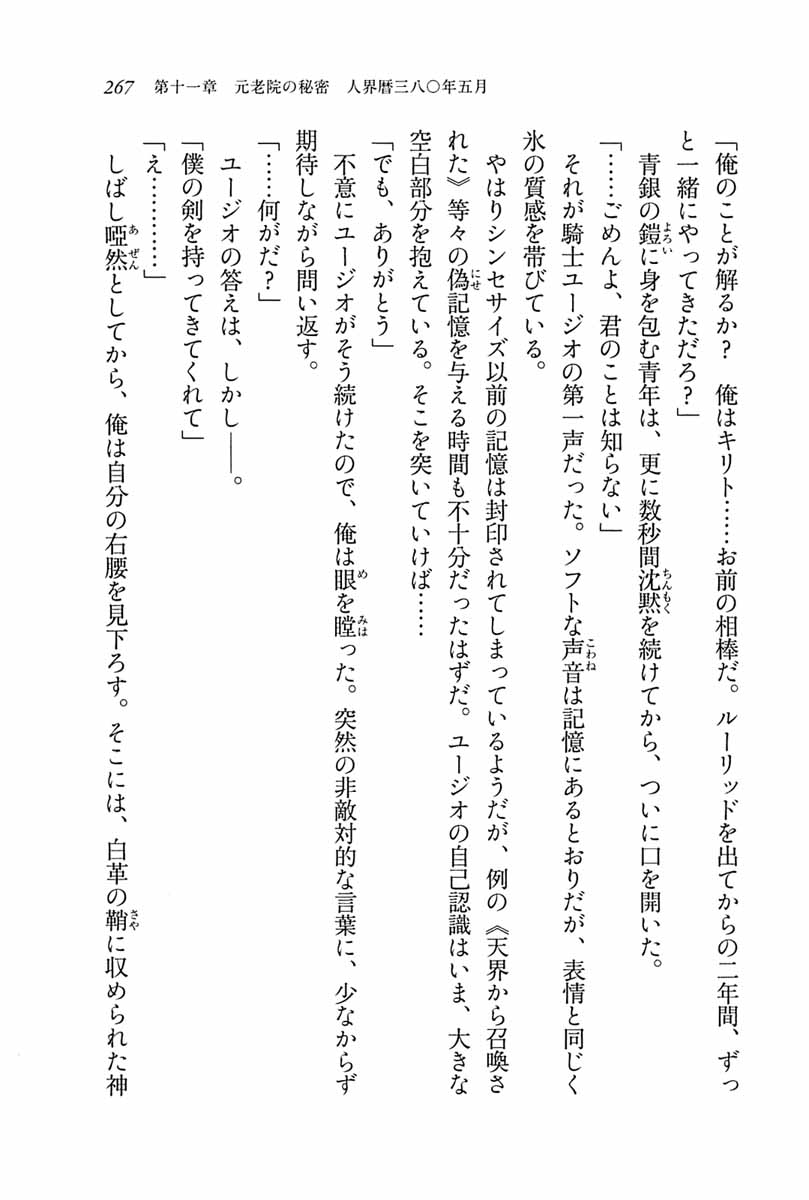 267　第十一章　元老院の秘密　人界暦三八〇年五月
「俺のことが解るか？　俺はキリト……お前の相棒だ。ルーリッドを出てからの二年間、ずっ
と一緒にやってきただろ？」
青銀の鎧に身を包む青年は、更に数秒間沈黙を続けてから、ついに口を開いた。
「……ごめんよ、君のことは知らない」
それが騎士ユージオの第一声だった。ソフトな声音は記憶にあるとおりだが、表情と同じく
氷の質感を帯びている。
やはりシンセサイズ以前の記憶は封印されてしまっているようだが、例の《天界から召喚さ
れた》等々の偽記憶を与える時間も不十分だったはずだ。ユージオの自己認識はいま、大きな
空白部分を抱えている。そこを突いていけば……
「でも、ありがとう」
不意にユージオがそう続けたので、俺は眼を瞠った。突然の非敵対的な言葉に、少なからず
期待しながら問い返す。
「……何がだ？」
ユージオの答えは、しかし――。
「僕の剣を持ってきてくれて」
「え…………」
しばし啞然としてから、俺は自分の右腰を見下ろす。そこには、白革の鞘に収められた神